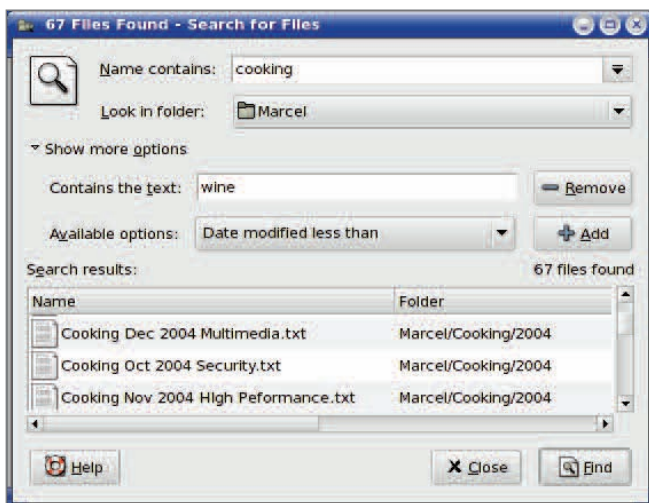 67 Files Found - Search for Files
Name contains: cooking
Look in folder: Marcel
Show more options
Contains the text: wine Remove
Available options: Date modified less than Add
Search results: 67 files found
Name Folder
Cooking Dec 2004 Multimedia.txt Marcel/Cooking/2004
Cooking Oct 2004 Security.txt Marcel/Cooking/2004
Cooking Nov 2004 High Peformance.txt Marcel/Cooking/2004
Help Close Find